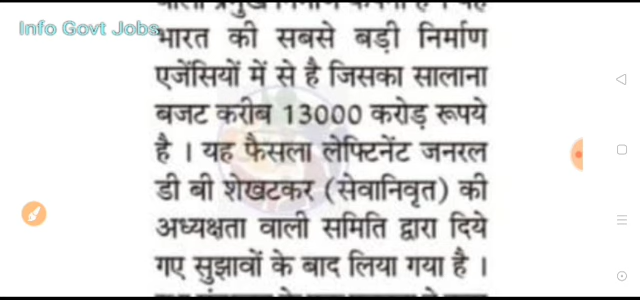 Info Govt Jobs
भारत की सबसे बड़ी निर्माण
एजेंसियों में से है जिसका सालाना
बजट करीब 13000 करोड़ रूपये
है । यह फैसला लेफ्टिनेंट जनरल
डी बी शेखटकर (सेवानिवृत) की
अध्यक्षता वाली समिति द्वारा दिये
गए सुझावों के बाद लिया गया है ।